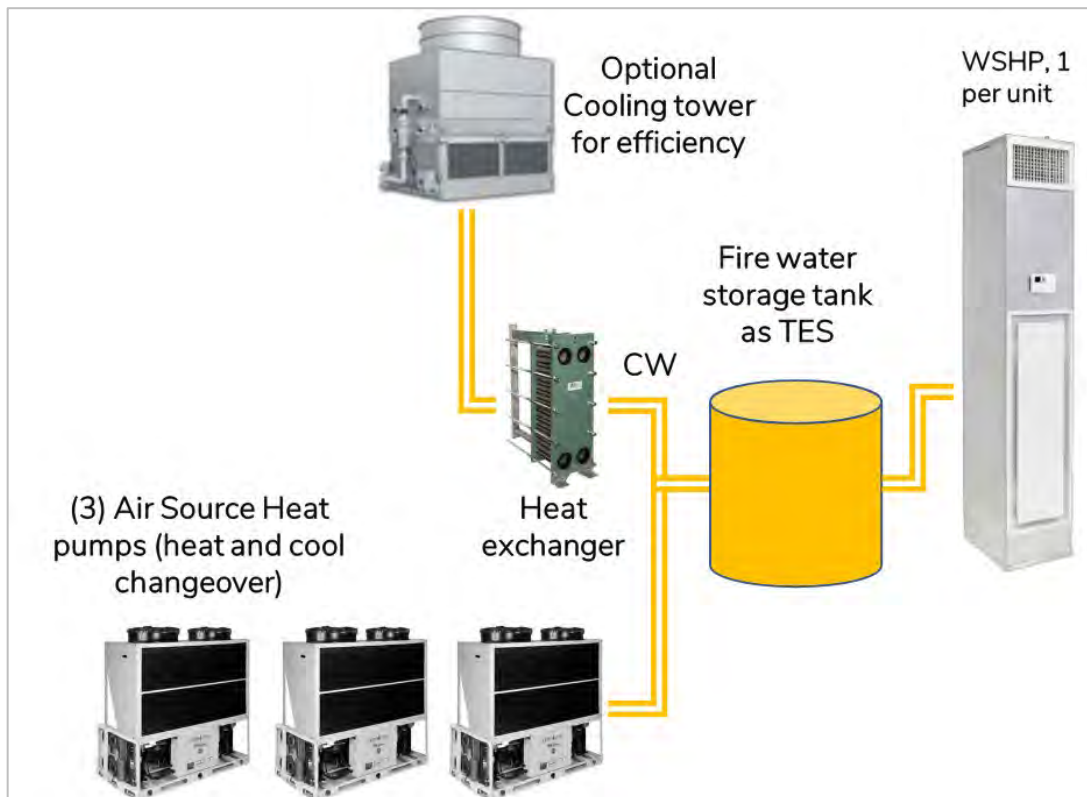 Optional
Cooling tower
for efficiency
WSHP, 1
per unit
Fire water
storage tank
as TES
CW
Heat
exchanger
(3) Air Source Heat
pumps (heat and cool
changeover)